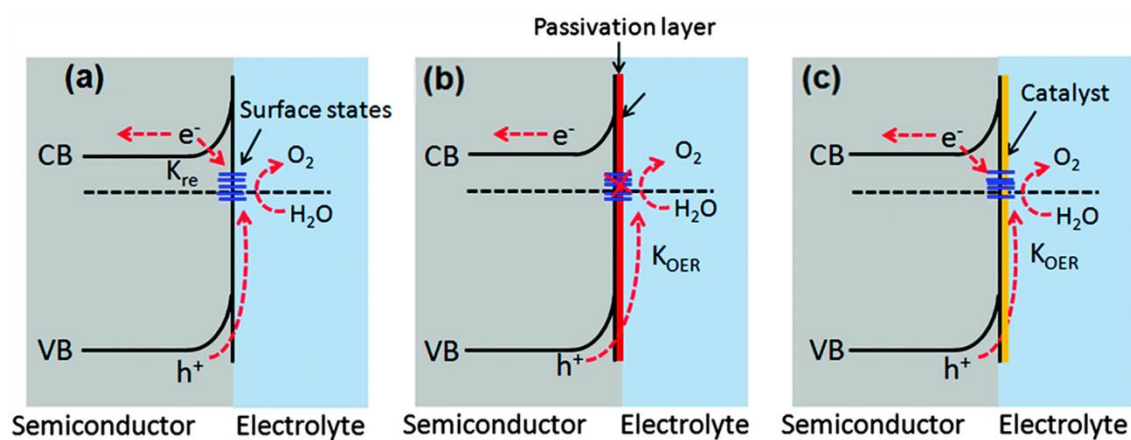 Passivation layer
(a)
Surface states
e⁻
CB
K_re
O₂
H₂O
VB
h⁺
Semiconductor Electrolyte
(b)
e⁻
CB
O₂
H₂O
K_OER
VB
h⁺
Semiconductor Electrolyte
(c)
Catalyst
e⁻
CB
O₂
H₂O
K_OER
VB
h⁺
Semiconductor Electrolyte